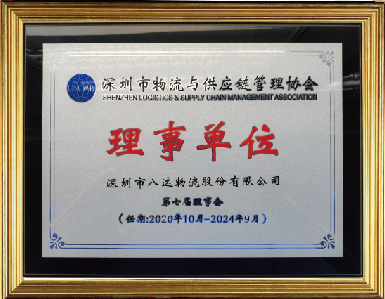 深圳市物流与供应链管理协会
SHENZHEN LOGISTICS & SUPPLY CHAIN MANAGEMENT ASSOCIATION
理事单位
深圳市八达物流股份有限公司
第七届理事会
(任期:2020年10月-2024年9月)